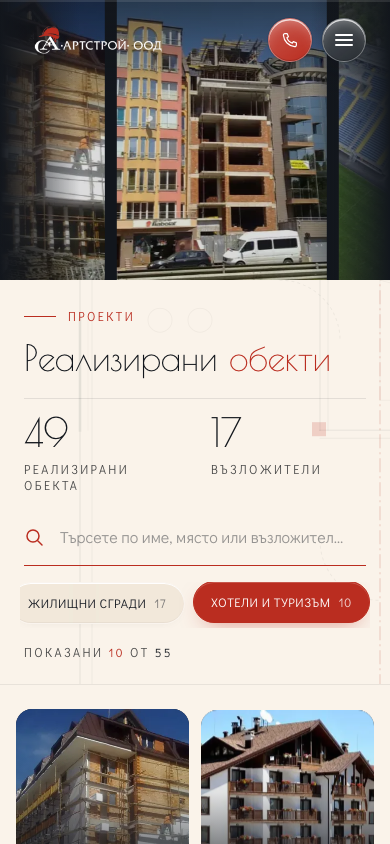 АРТСТРОЙ· ООД
ПРОЕКТИ
Реализирани обекти
49
17
РЕАЛИЗИРАНИ
ОБЕКТА
ВЪЗЛОЖИТЕЛИ
Търсете по име, място или възложител...
ЖИЛИЩНИ СГРАДИ 17
ХОТЕЛИ И ТУРИЗЪМ 10
ПОКАЗАНИ 10 ОТ 55